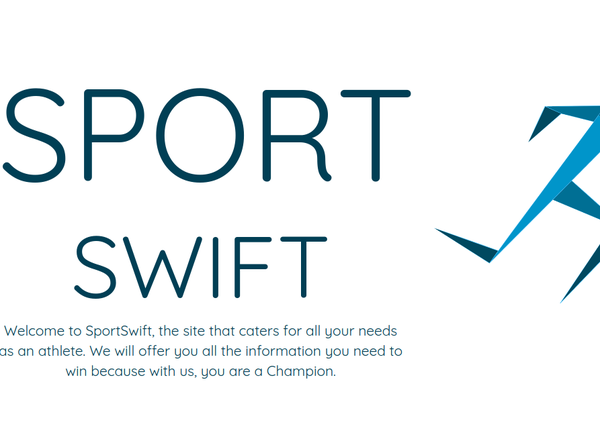 SPORT
SWIFT
Welcome to SportSwift, the site that caters for all your needs
as an athlete. We will offer you all the information you need to
win because with us, you are a Champion.